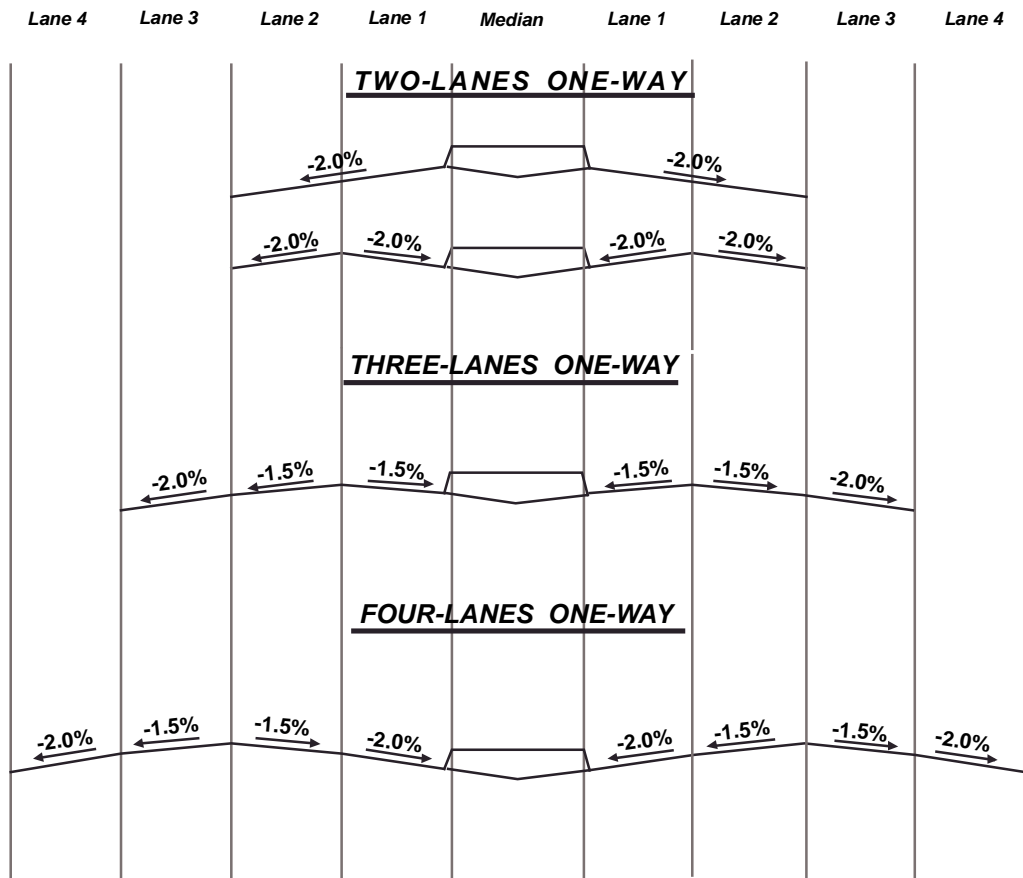 Lane 4 Lane 3 Lane 2 Lane 1 Median Lane 1 Lane 2 Lane 3 Lane 4
TWO-LANES ONE-WAY
-2.0% -2.0%
-2.0% -2.0% -2.0% -2.0%
THREE-LANES ONE-WAY
-2.0% -1.5% -1.5% -1.5% -1.5% -2.0%
FOUR-LANES ONE-WAY
-2.0% -1.5% -1.5% -2.0% -2.0% -1.5% -1.5% -2.0%